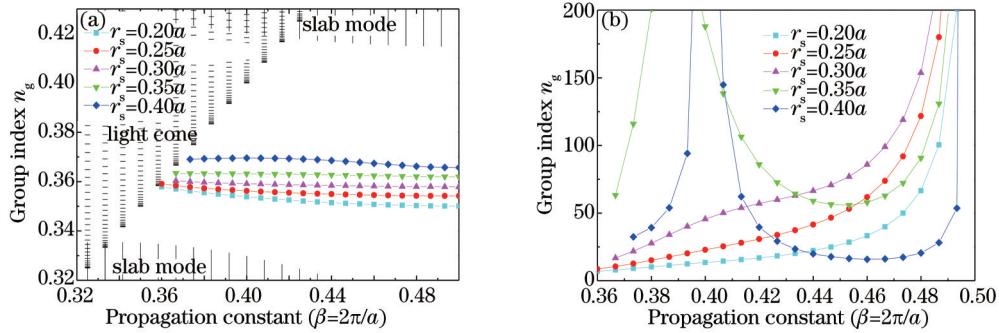 (a)
slab mode
r_s=0.20a
r_s=0.25a
r_s=0.30a
r_s=0.35a
r_s=0.40a
light cone
slab mode
Group index n_g
0.42
0.40
0.38
0.36
0.34
0.32
0.32 0.36 0.40 0.44 0.48
Propagation constant (β=2π/a)
(b)
r_s=0.20a
r_s=0.25a
r_s=0.30a
r_s=0.35a
r_s=0.40a
Group index n_g
200
150
100
50
0
0.36 0.38 0.40 0.42 0.44 0.46 0.48 0.50
Propagation constant (β=2π/a)